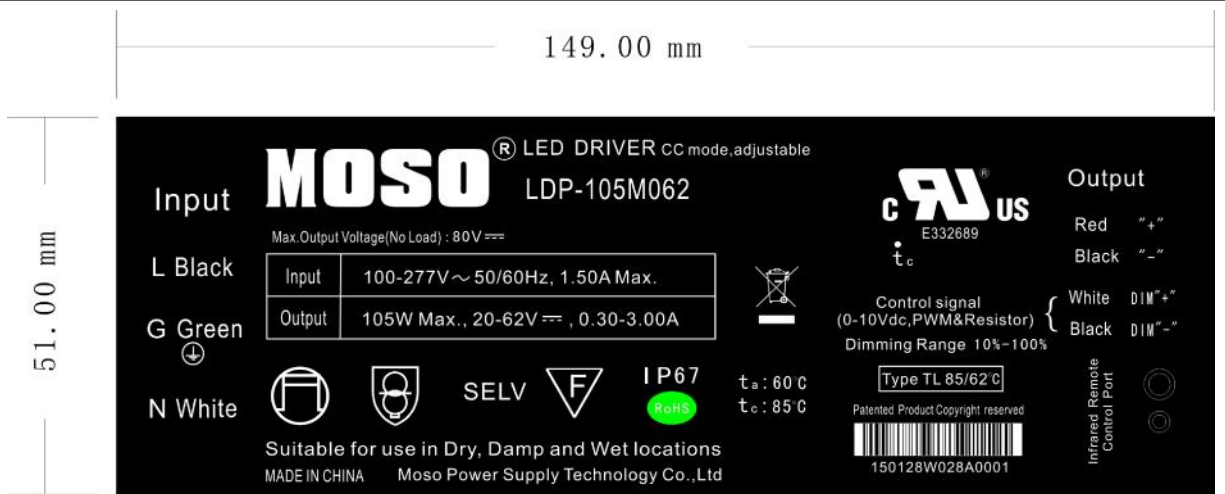 149.00 mm
51.00 mm
Input
L Black
G Green
N White
MOSO ® LED DRIVER CC mode,adjustable
LDP-105M062
Max.Output Voltage(No Load) : 80V ⎓
Input 100-277V～50/60Hz, 1.50A Max.
Output 105W Max., 20-62V ⎓ , 0.30-3.00A
SELV
F
IP67
RoHS
ta:60℃
tc:85℃
Suitable for use in Dry, Damp and Wet locations
MADE IN CHINA Moso Power Supply Technology Co.,Ltd
c RU ® US
E332689
tc
Control signal
(0-10Vdc,PWM&Resistor)
Dimming Range 10%-100%
Type TL 85/62℃
Patented Product Copyright reserved
150128W028A0001
Output
Red "+"
Black "-"
White DIM"+"
Black DIM"-"
Infrared Remote
Control Port